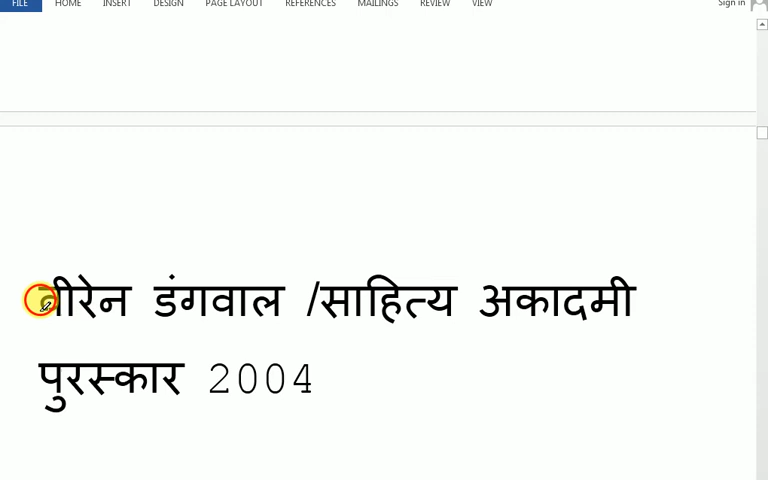 FILE HOME INSERT DESIGN PAGE LAYOUT REFERENCES MAILINGS REVIEW VIEW Sign in
वीरेन डंगवाल /साहित्य अकादमी
पुरस्कार 2004